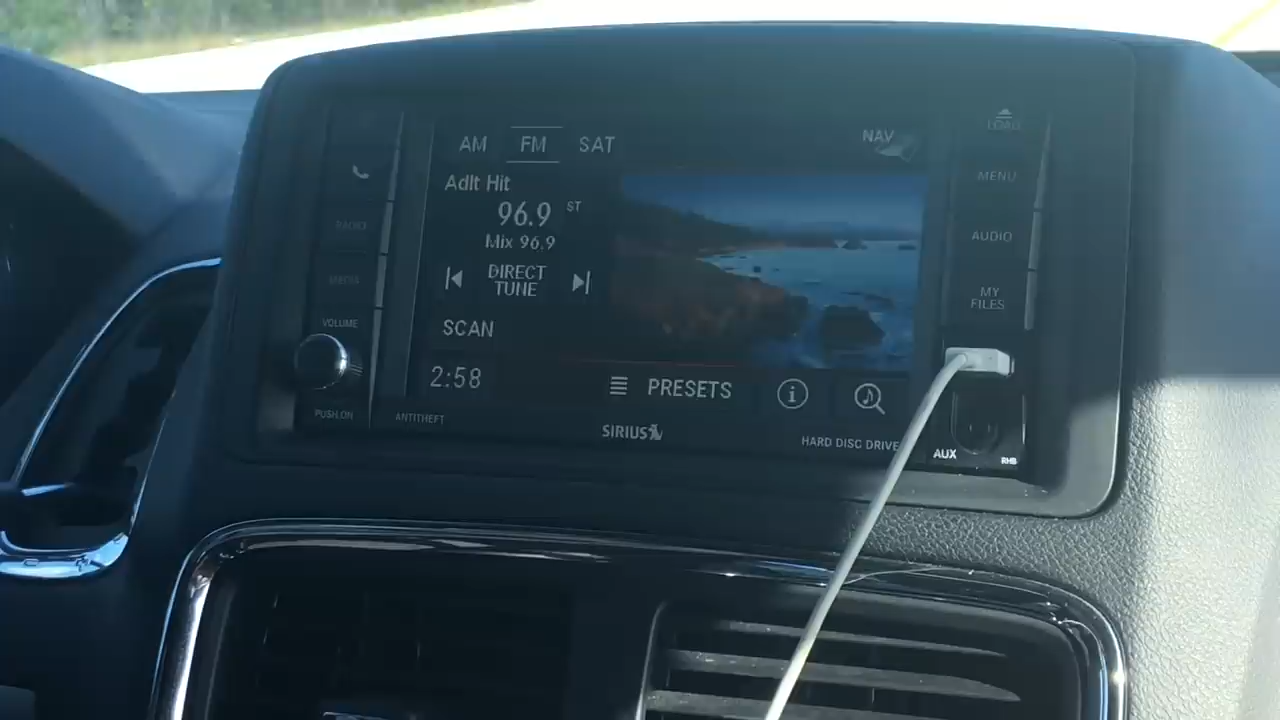 AM FM SAT NAV
LOAD
Adlt Hit
MENU
96.9 ST
RADIO
Mix 96.9
AUDIO
DIRECT
TUNE
MEDIA
MY
FILES
VOLUME
SCAN
2:58
PRESETS
PUSH ON
ANTITHEFT
SIRIUS
HARD DISC DRIVE
AUX
RHB